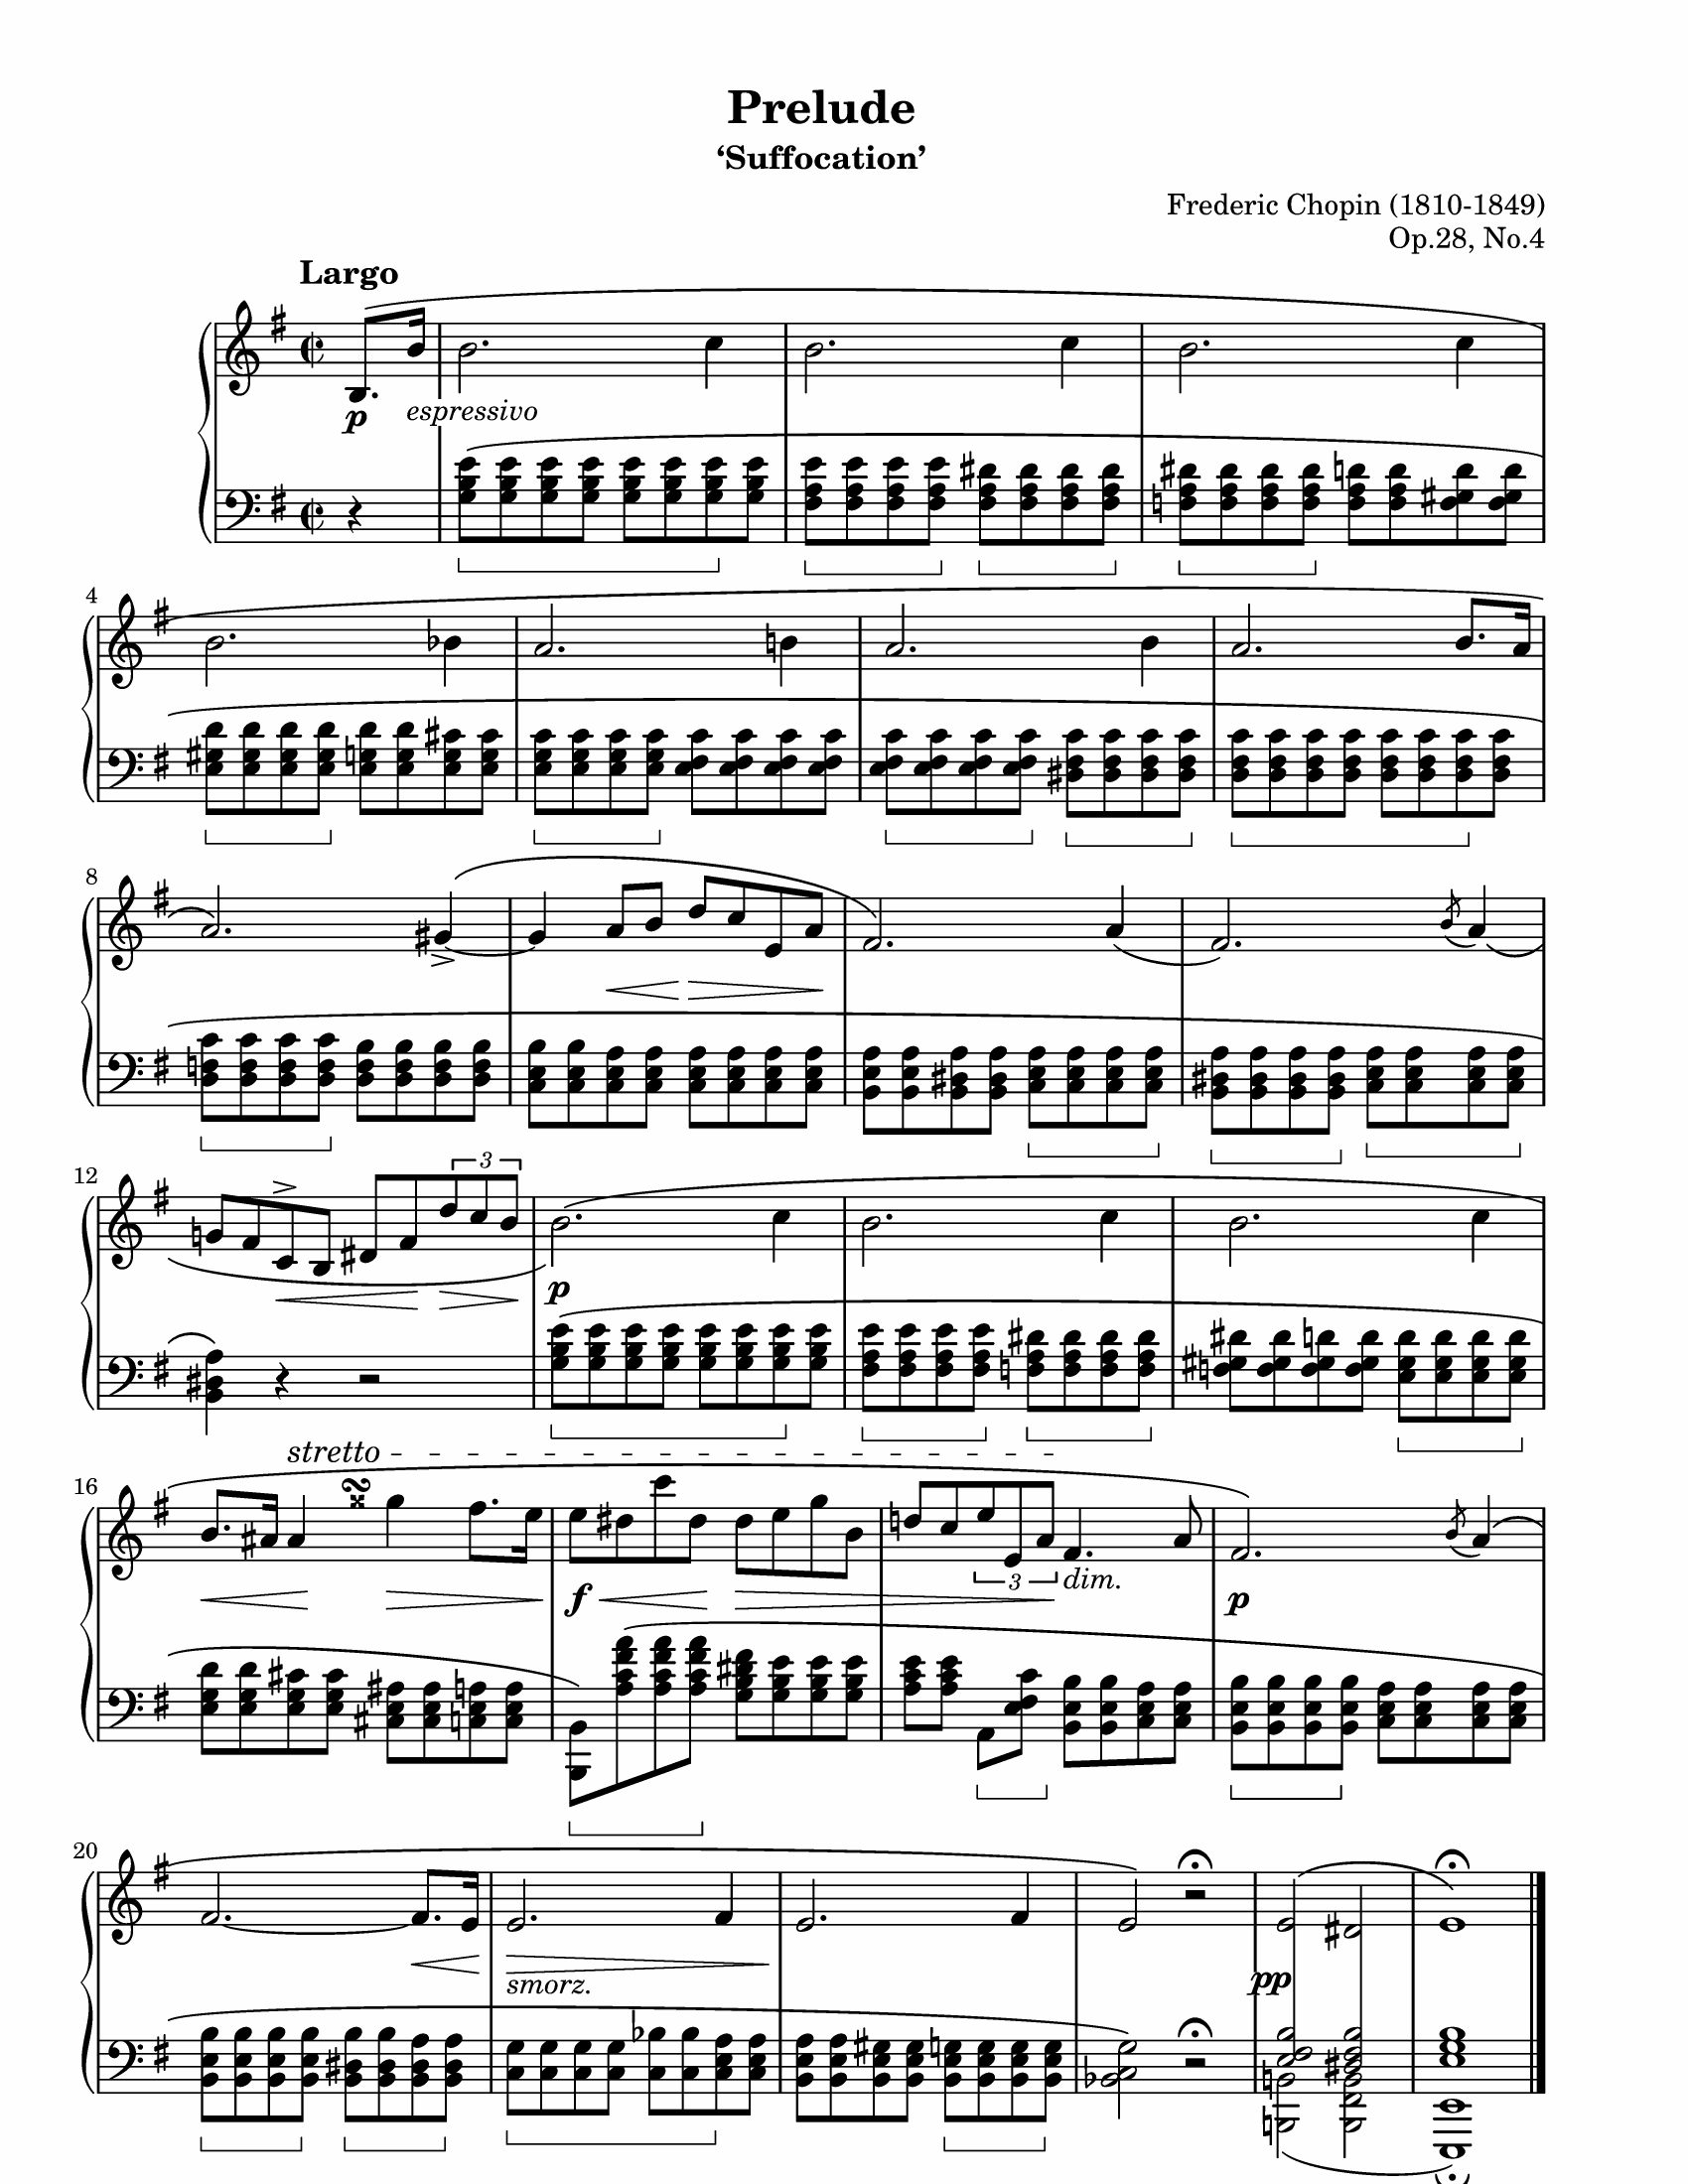 Prelude
‘Suffocation’
Frederic Chopin (1810-1849)
Op.28, No.4
Largo
p
espressivo
4
8
12
3
p
stretto
16
f
3
dim.
p
20
smorz.
pp